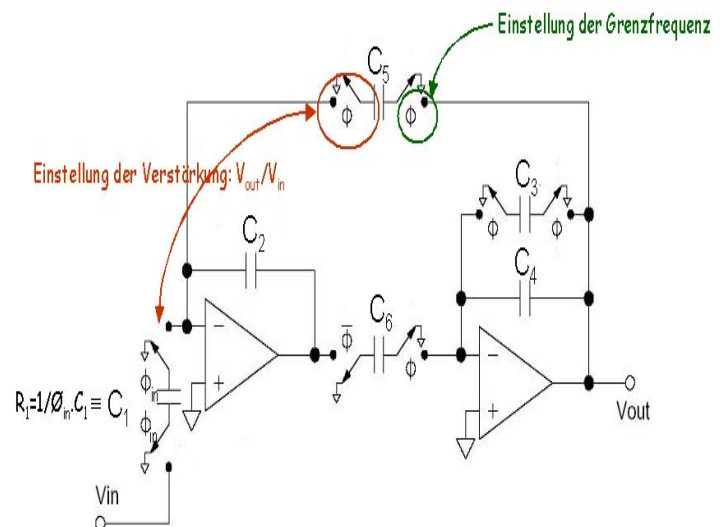 Einstellung der Grenzfrequenz
C5
ϕ ϕ
Einstellung der Verstärkung: Vout/Vin
C3
ϕ ϕ
C2
C4
− 
+
ϕ̅ C6 ϕ
−
+
ϕin
R1=1/Øin.C1 ≡ C1
ϕin
Vout
Vin